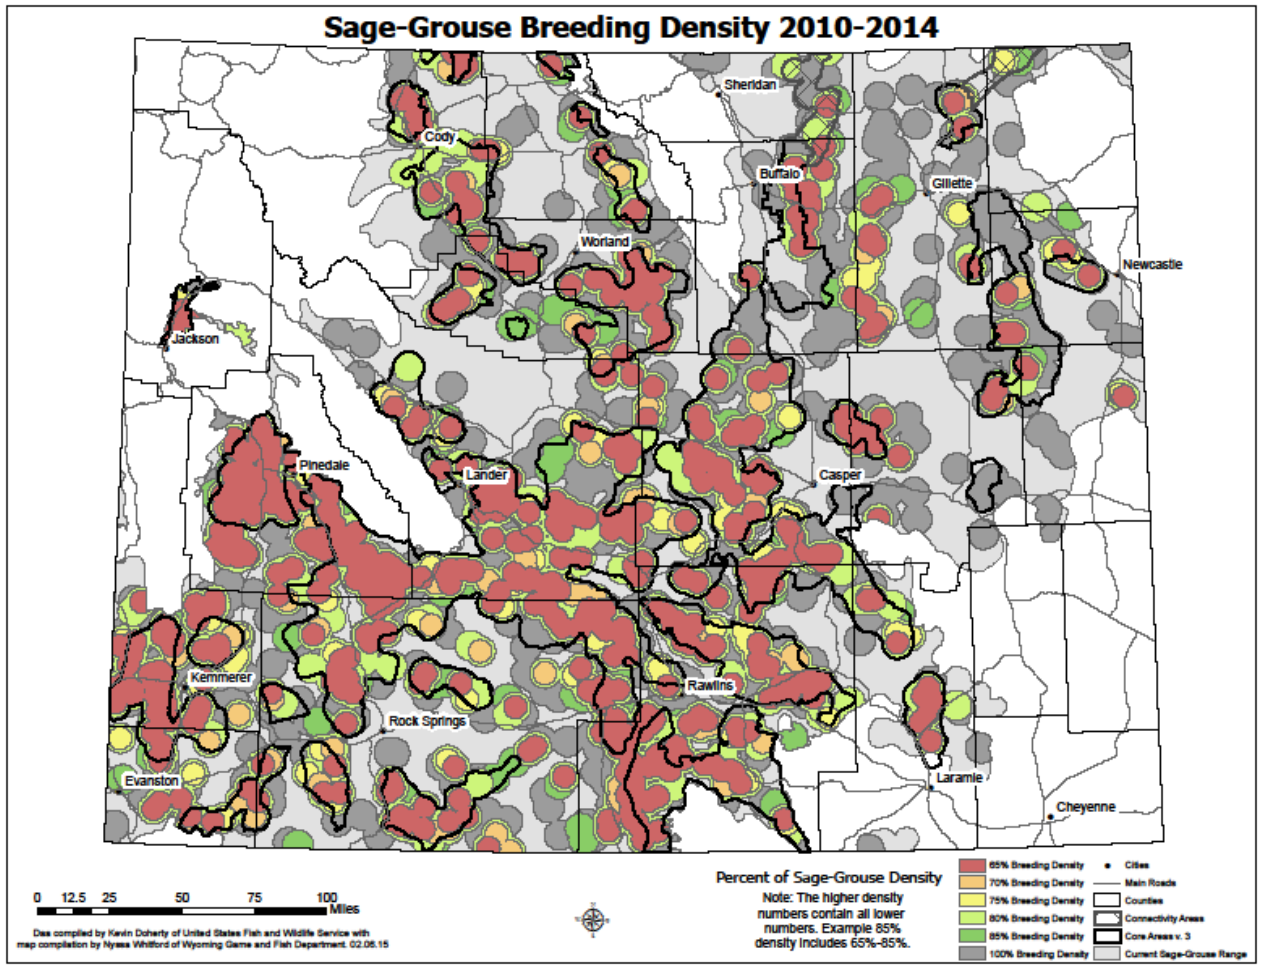 Sage-Grouse Breeding Density 2010-2014
Sheridan
Cody
Buffalo
Gillette
Worland
Newcastle
Jackson
Pinedale
Lander
Casper
Kemmerer
Rawlins
Rock Springs
Evanston
Laramie
Cheyenne
0 12.5 25 50 75 100
Miles
Das compiled by Kevin Doherty of United States Fish and Wildlife Service with
map compilation by Nyssa Whitford of Wyoming Game and Fish Department. 02.06.15
Percent of Sage-Grouse Density
Note: The higher density
numbers contain all lower
numbers. Example 85%
density includes 65%-85%.
65% Breeding Density
70% Breeding Density
75% Breeding Density
80% Breeding Density
85% Breeding Density
100% Breeding Density
Cities
Main Roads
Counties
Connectivity Areas
Core Areas v. 3
Current Sage-Grouse Range